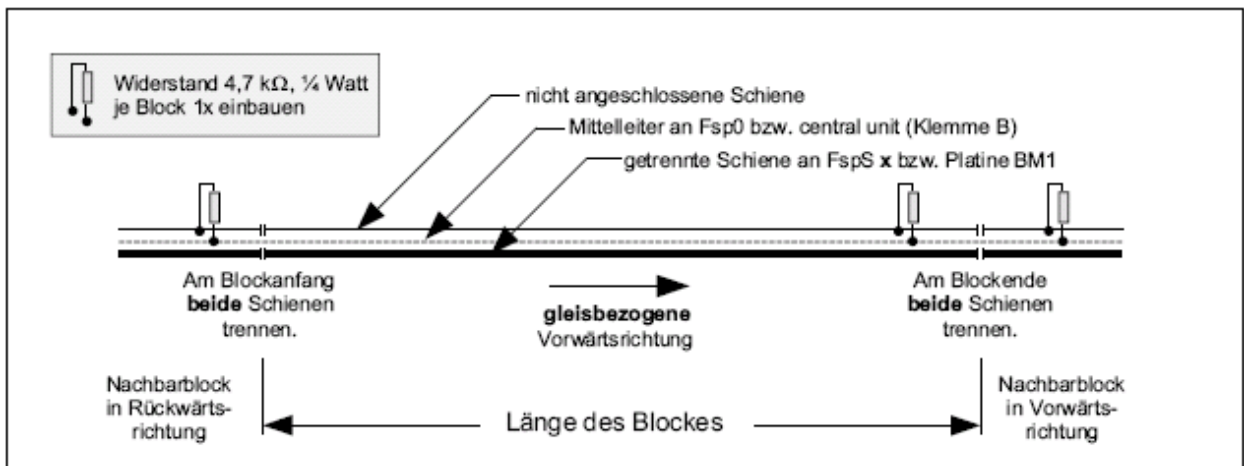 Widerstand 4,7 kΩ, ¼ Watt
je Block 1x einbauen
nicht angeschlossene Schiene
Mittelleiter an Fsp0 bzw. central unit (Klemme B)
getrennte Schiene an FspS x bzw. Platine BM1
Am Blockanfang
beide Schienen
trennen.
gleisbezogene
Vorwärtsrichtung
Am Blockende
beide Schienen
trennen.
Nachbarblock
in Rückwärts-
richtung
Länge des Blockes
Nachbarblock
in Vorwärts-
richtung